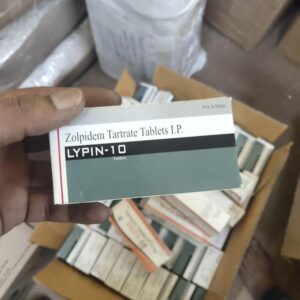 10 X 10 Tablets
Zolpidem Tartrate Tablets I.P.
LYPIN-10
Tablets